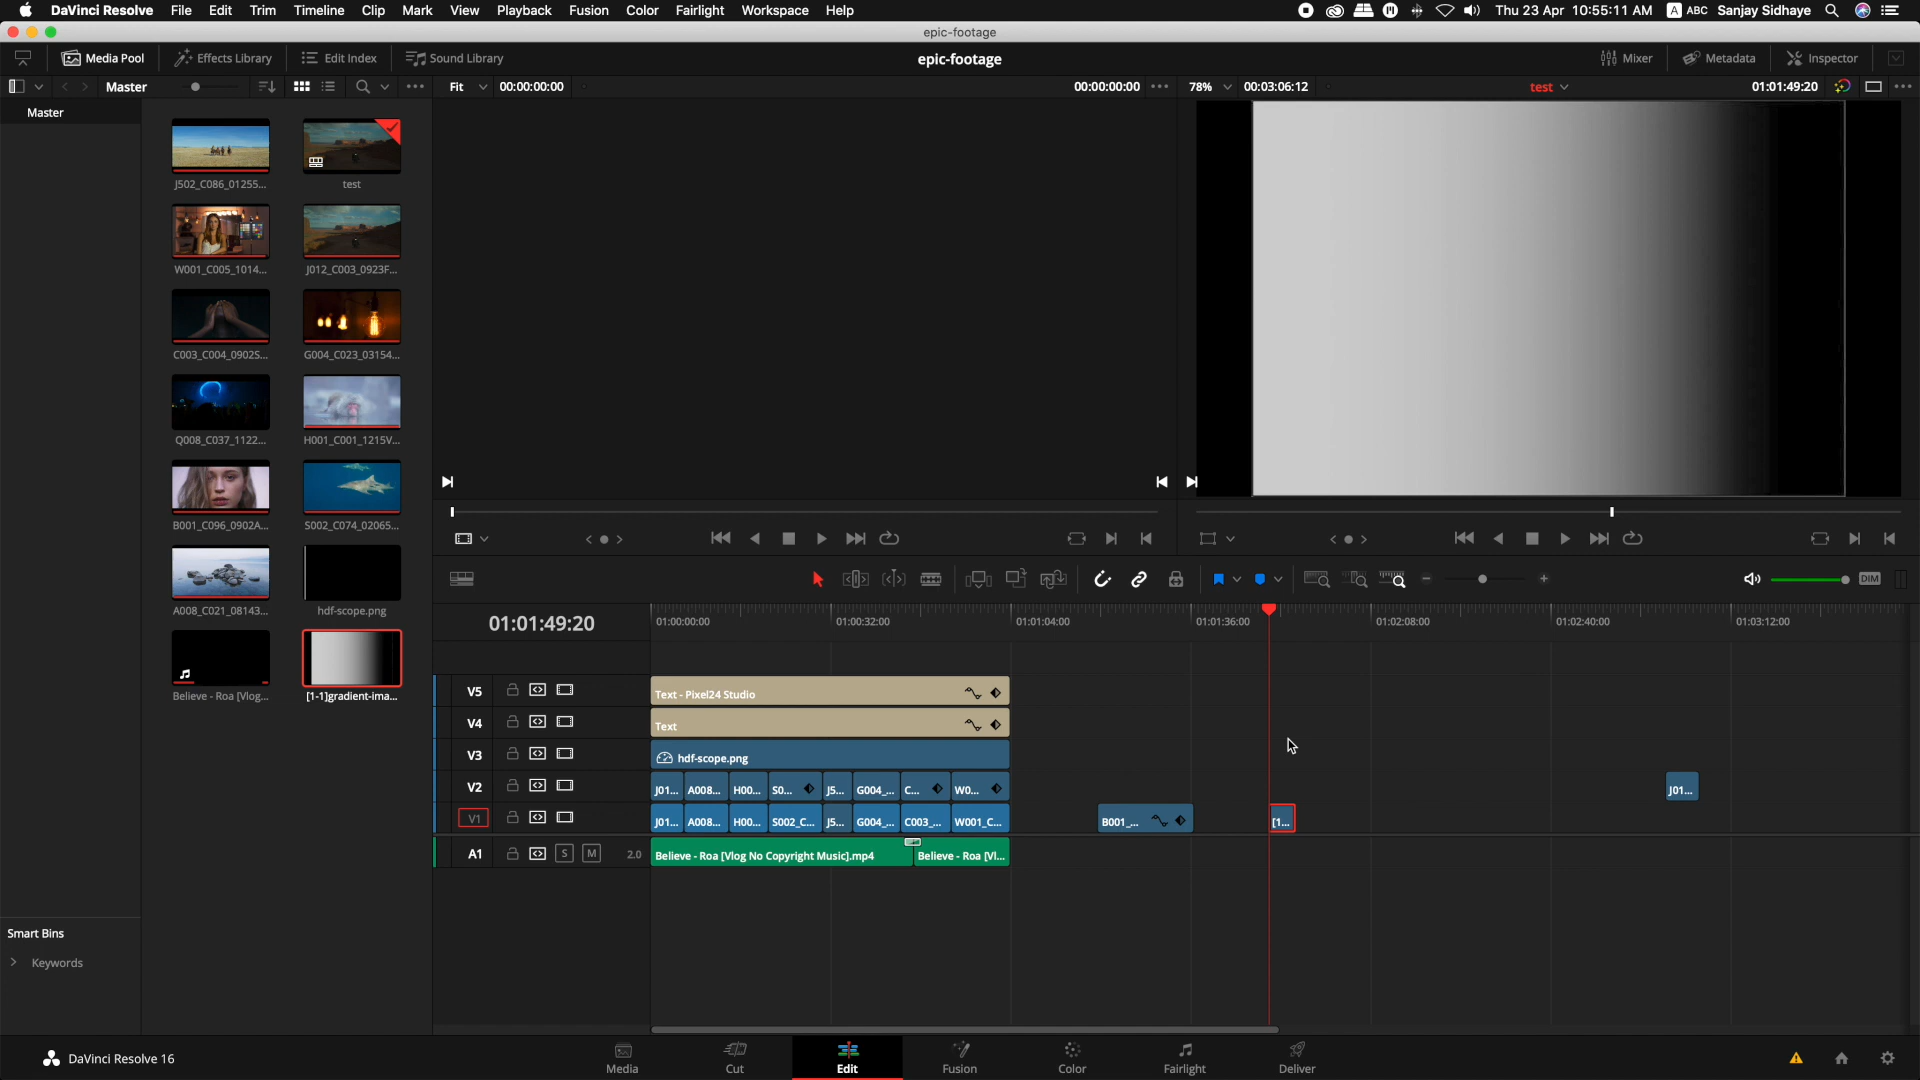 DaVinci Resolve File Edit Trim Timeline Clip Mark View Playback Fusion Color Fairlight Workspace Help
Thu 23 Apr 10:55:11 AM A ABC Sanjay Sidhaye
epic-footage
Media Pool Effects Library Edit Index Sound Library
epic-footage
Mixer Metadata Inspector
Master
Fit 00:00:00:00
00:00:00:00
78% 00:03:06:12
test
01:01:49:20
Master
J502_C086_01255...
test
W001_C005_1014...
J012_C003_0923F...
C003_C004_0902S...
G004_C023_03154...
Q008_C037_1122...
H001_C001_1215V...
B001_C096_0902A...
S002_C074_02065...
A008_C021_08143...
hdf-scope.png
Believe - Roa [Vlog...
[1-1]gradient-ima...
DIM
01:01:49:20
01:00:00:00 01:00:32:00 01:01:04:00 01:01:36:00 01:02:08:00 01:02:40:00 01:03:12:00
V5
Text - Pixel24 Studio
V4
Text
V3
hdf-scope.png
V2
J01... A008... H00... S0... J5... G004_... C... W0... J01...
V1
J01... A008... H00... S002_C... J5... G004_... C003_... W001_C... B001_... [1...
A1 S M 2.0
Believe - Roa [Vlog No Copyright Music].mp4 Believe - Roa [Vl...
Smart Bins
Keywords
DaVinci Resolve 16
Media Cut Edit Fusion Color Fairlight Deliver